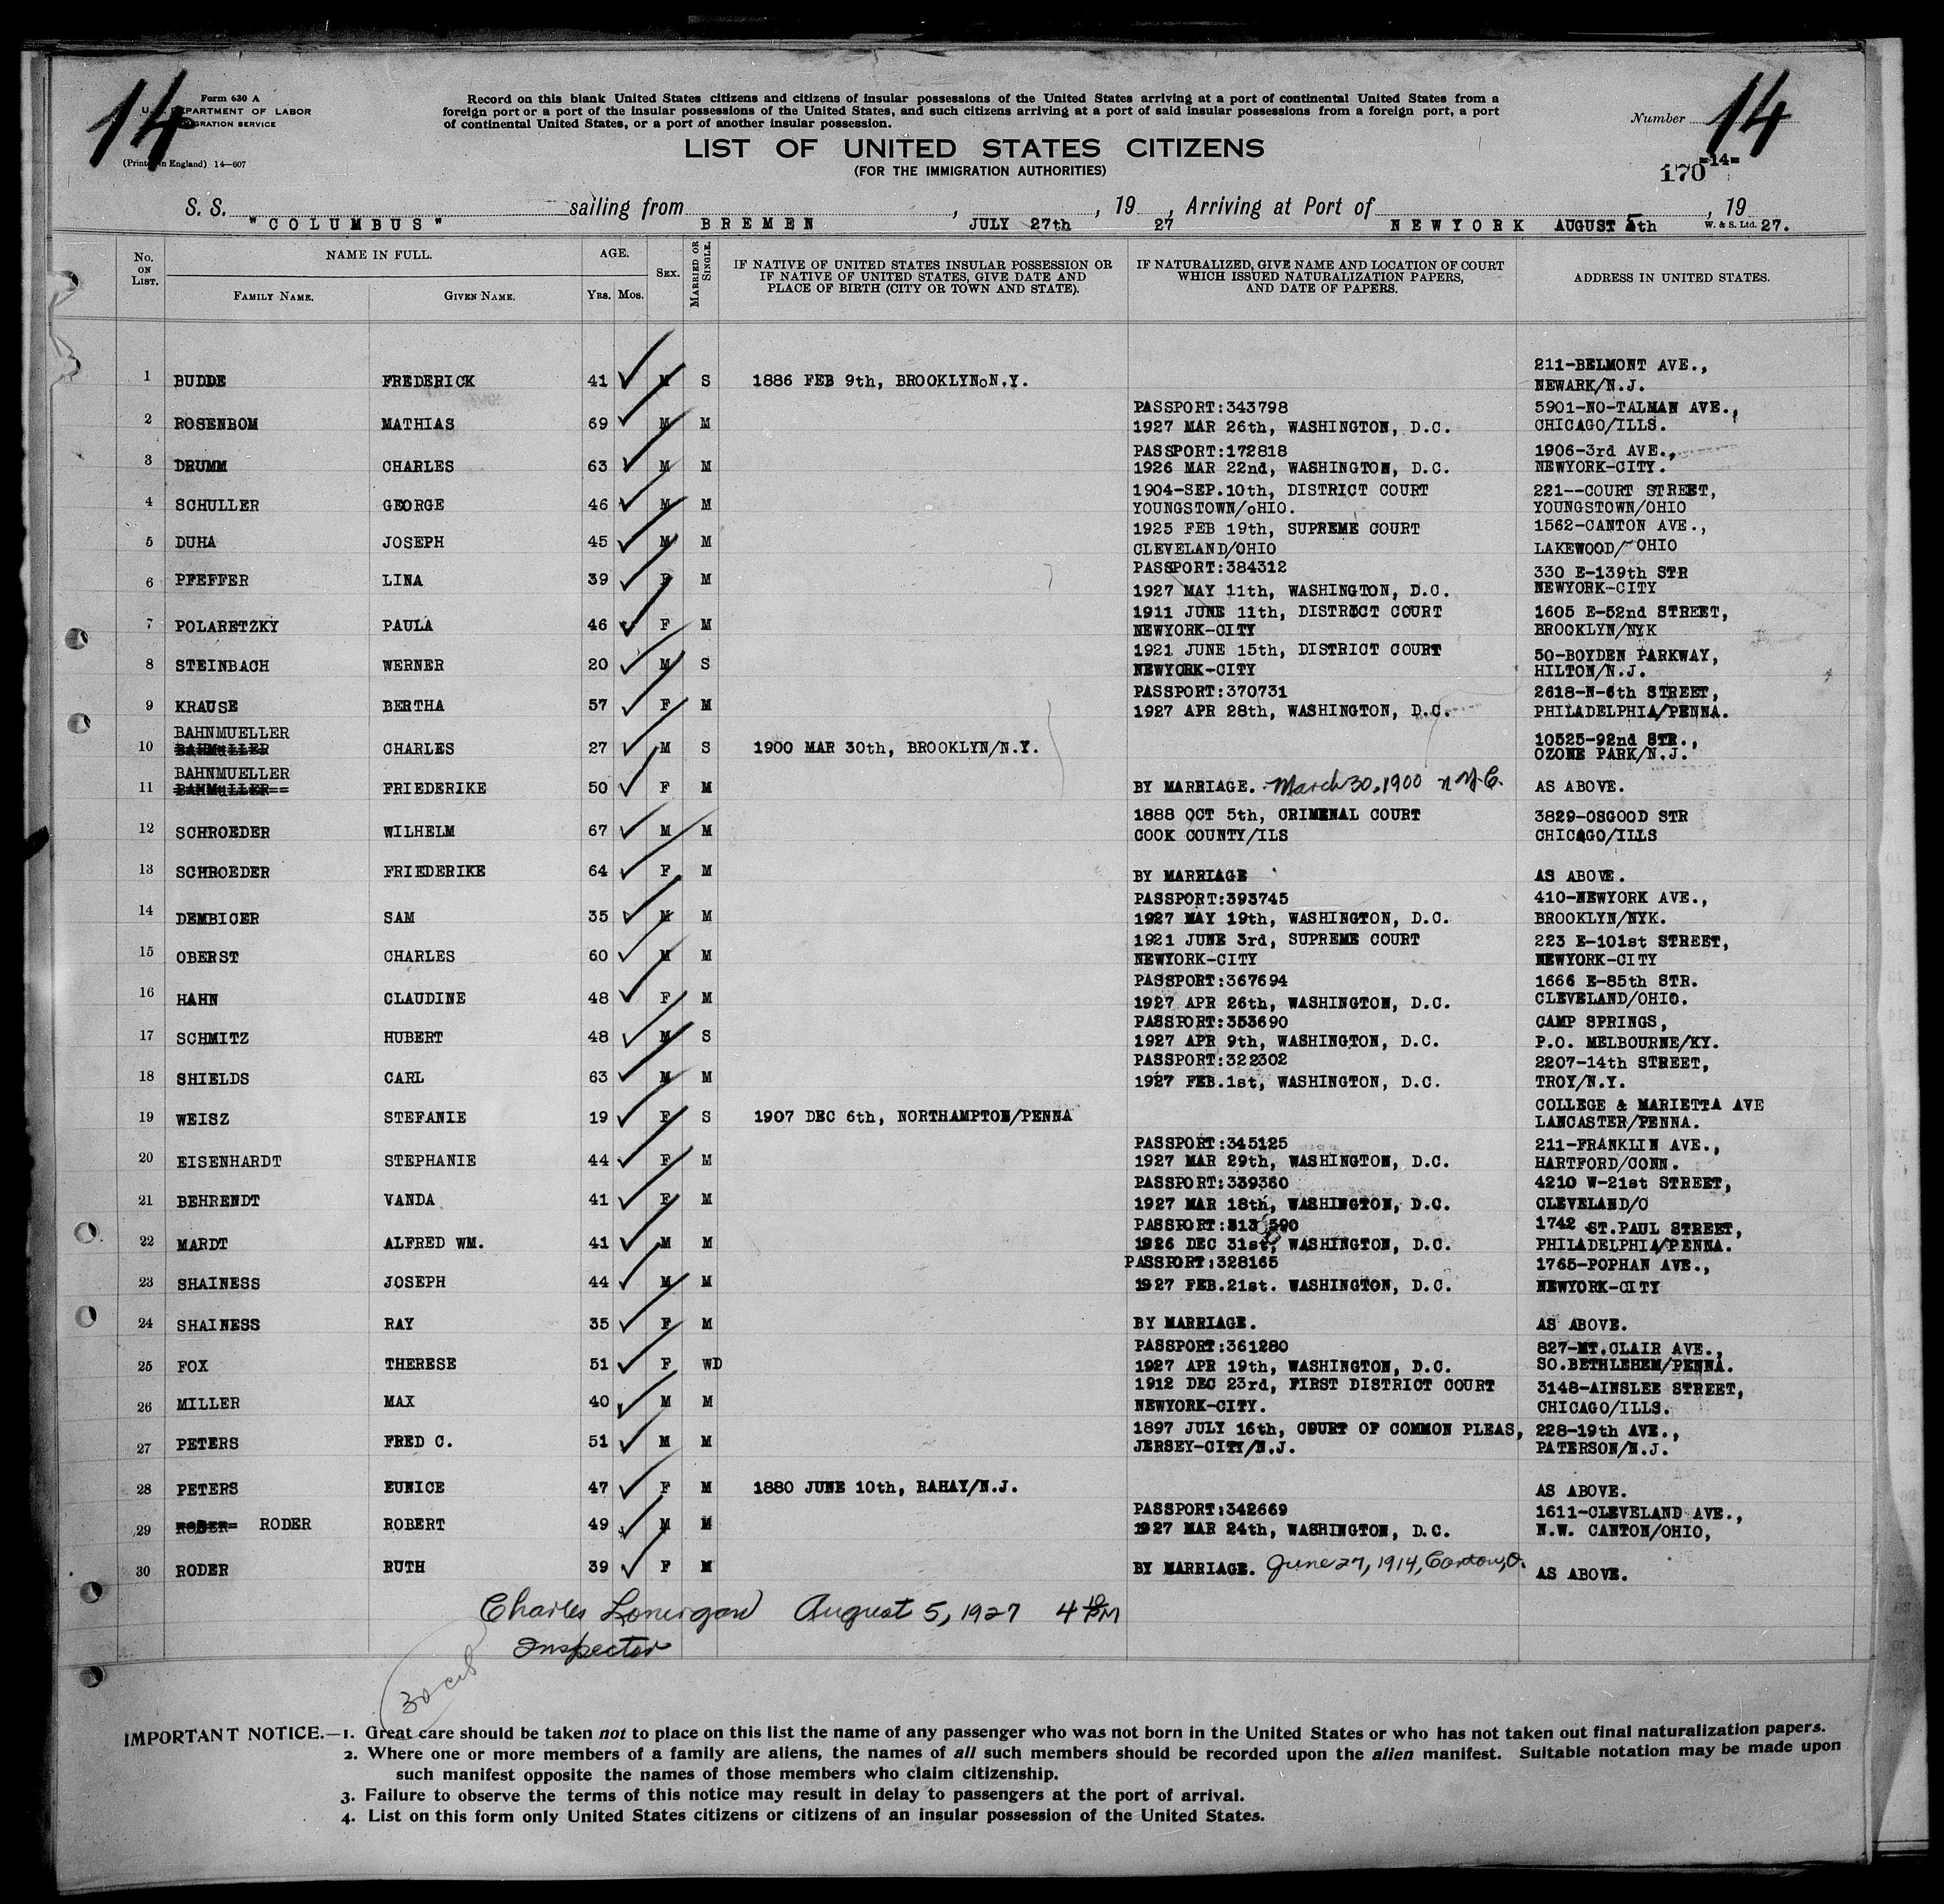 14
Form 630 A
U. DEPARTMENT OF LABOR
GRATION SERVICE
(Printed in England) 14—607
Record on this blank United States citizens and citizens of insular possessions of the United States arriving at a port of continental United States from a
foreign port or a port of the insular possessions of the United States, and such citizens arriving at a port of said insular possessions from a foreign port, a port
of continental United States, or a port of another insular possession.
LIST OF UNITED STATES CITIZENS
(FOR THE IMMIGRATION AUTHORITIES)
Number 14
=14=
170
S. S. "COLUMBUS" sailing from BREMEN, JULY 27th, 1927, Arriving at Port of NEWYORK AUGUST 5th, 1927.
W. & S. Ltd.
No. ON LIST. NAME IN FULL. FAMILY NAME. GIVEN NAME. AGE. Yrs. Mos. SEX. MARRIED OR SINGLE. IF NATIVE OF UNITED STATES INSULAR POSSESSION OR IF NATIVE OF UNITED STATES, GIVE DATE AND PLACE OF BIRTH (CITY OR TOWN AND STATE). IF NATURALIZED, GIVE NAME AND LOCATION OF COURT WHICH ISSUED NATURALIZATION PAPERS, AND DATE OF PAPERS. ADDRESS IN UNITED STATES.
1 BUDDE FREDERICK 41 M S 1886 FEB 9th, BROOKLYNoN.Y. 211-BELMONT AVE., NEWARK/N.J.
2 ROSENBOM MATHIAS 69 M M PASSPORT:343798 1927 MAR 26th, WASHINGTON, D.C. 5901-NO-TALMAN AVE., CHICAGO/ILLS.
3 DRUMM CHARLES 63 M M PASSPORT:172818 1926 MAR 22nd, WASHINGTON, D.C. 1906-3rd AVE., NEWYORK-CITY.
4 SCHULLER GEORGE 46 M M 1904-SEP.10th, DISTRICT COURT YOUNGSTOWN/oHIO. 221--COURT STREET, YOUNGSTOWN/OHIO
5 DUHA JOSEPH 45 M M 1925 FEB 19th, SUPREME COURT CLEVELAND/OHIO 1562-CANTON AVE., LAKEWOOD/-OHIO
6 PFEFFER LINA 39 F M PASSPORT:384312 1927 MAY 11th, WASHINGTON, D.C. 330 E-139th STR NEWYORK-CITY
7 POLARETZKY PAULA 46 F M 1911 JUNE 11th, DISTRICT COURT NEWYORK-CITY 1605 E-52nd STREET, BROOKLYN/NYK
8 STEINBACH WERNER 20 M S 1921 JUNE 15th, DISTRICT COURT NEWYORK-CITY 50-BOYDEN PARKWAY, HILTON/N.J.
9 KRAUSE BERTHA 57 F M PASSPORT:370731 1927 APR 28th, WASHINGTON, D.C. 2618-N-6th STREET, PHILADELPHIA/PENNA.
10 BAHNMUELLER BAHMuLLER CHARLES 27 M S 1900 MAR 30th, BROOKLYN/N.Y. 10525-92nd STR., OZONE PARK/N.J.
11 BAHNMUELLER BAHMuLLER== FRIEDERIKE 50 F M BY MARRIAGE. March 30, 1900 N.Y.C. AS ABOVE.
12 SCHROEDER WILHELM 67 M M 1888 OCT 5th, CRIMENAL COURT COOK COUNTY/ILS 3829-OSGOOD STR CHICAGO/ILLS
13 SCHROEDER FRIEDERIKE 64 F M BY MARRIAGE AS ABOVE.
14 DEMBICER SAM 35 M M PASSPORT:393745 1927 MAY 19th, WASHINGTON, D.C. 410-NEWYORK AVE., BROOKLYN/NYK.
15 OBERST CHARLES 60 M M 1921 JUNE 3rd, SUPREME COURT NEWYORK-CITY 223 E-101st STREET, NEWYORK-CITY
16 HAHN CLAUDINE 48 F M PASSPORT:367694 1927 APR 26th, WASHINGTON, D.C. 1666 E-85th STR. CLEVELAND/OHIO.
17 SCHMITZ HUBERT 48 M S PASSPORT:353690 1927 APR 9th, WASHINGTON, D.C. CAMP SPRINGS, P.O. MELBOURNE/KY.
18 SHIELDS CARL 63 M M PASSPORT:322302 1927 FEB.1st, WASHINGTON, D.C. 2207-14th STREET, TROY/N.Y.
19 WEISZ STEFANIE 19 F S 1907 DEC 6th, NORTHAMPTON/PENNA COLLEGE & MARIETTA AVE LANCASTER/PENNA.
20 EISENHARDT STEPHANIE 44 F M PASSPORT:345125 1927 MAR 29th, WASHINGTON, D.C. 211-FRANKLIN AVE., HARTFORD/CONN.
21 BEHRENDT VANDA 41 F M PASSPORT:339360 1927 MAR 18th, WASHINGTON, D.C. 4210 W-21st STREET, CLEVELAND/O
22 MARDT ALFRED WM. 41 M M PASSPORT:313590 1926 DEC 31st, WASHINGTON, D.C. 1742 ST.PAUL STREET, PHILADELPHIA/PENNA.
23 SHAINESS JOSEPH 44 M M PASSPORT:328165 1927 FEB.21st. WASHINGTON, D.C. 1765-POPHAN AVE., NEWYORK-CITY
24 SHAINESS RAY 35 F M BY MARRIAGE. AS ABOVE.
25 FOX THERESE 51 F WD PASSPORT:361280 1927 APR 19th, WASHINGTON, D.C. 827-MT.CLAIR AVE., SO.BETHLEHEM/PENNA.
26 MILLER MAX 40 M M 1912 DEC 23rd, FIRST DISTRICT COURT NEWYORK-CITY. 3148-AINSLEE STREET, CHICAGO/ILLS.
27 PETERS FRED C. 51 M M 1897 JULY 16th, COURT OF COMMON PLEAS, JERSEY-CITY/N.J. 228-19th AVE., PATERSON/N.J.
28 PETERS EUNICE 47 F M 1880 JUNE 10th, RAHAY/N.J. AS ABOVE.
29 RODER ROBERT 49 M M PASSPORT:342669 1927 MAR 24th, WASHINGTON, D.C. 1611-CLEVELAND AVE., N.W. CANTON/OHIO,
30 RODER RUTH 39 F M BY MARRIAGE. June 27, 1914, Canton, O. AS ABOVE.
Charles Lonergan August 5, 1927 4 10 PM
Inspector
30
IMPORTANT NOTICE.—1. Great care should be taken not to place on this list the name of any passenger who was not born in the United States or who has not taken out final naturalization papers.
2. Where one or more members of a family are aliens, the names of all such members should be recorded upon the alien manifest. Suitable notation may be made upon
such manifest opposite the names of those members who claim citizenship.
3. Failure to observe the terms of this notice may result in delay to passengers at the port of arrival.
4. List on this form only United States citizens or citizens of an insular possession of the United States.